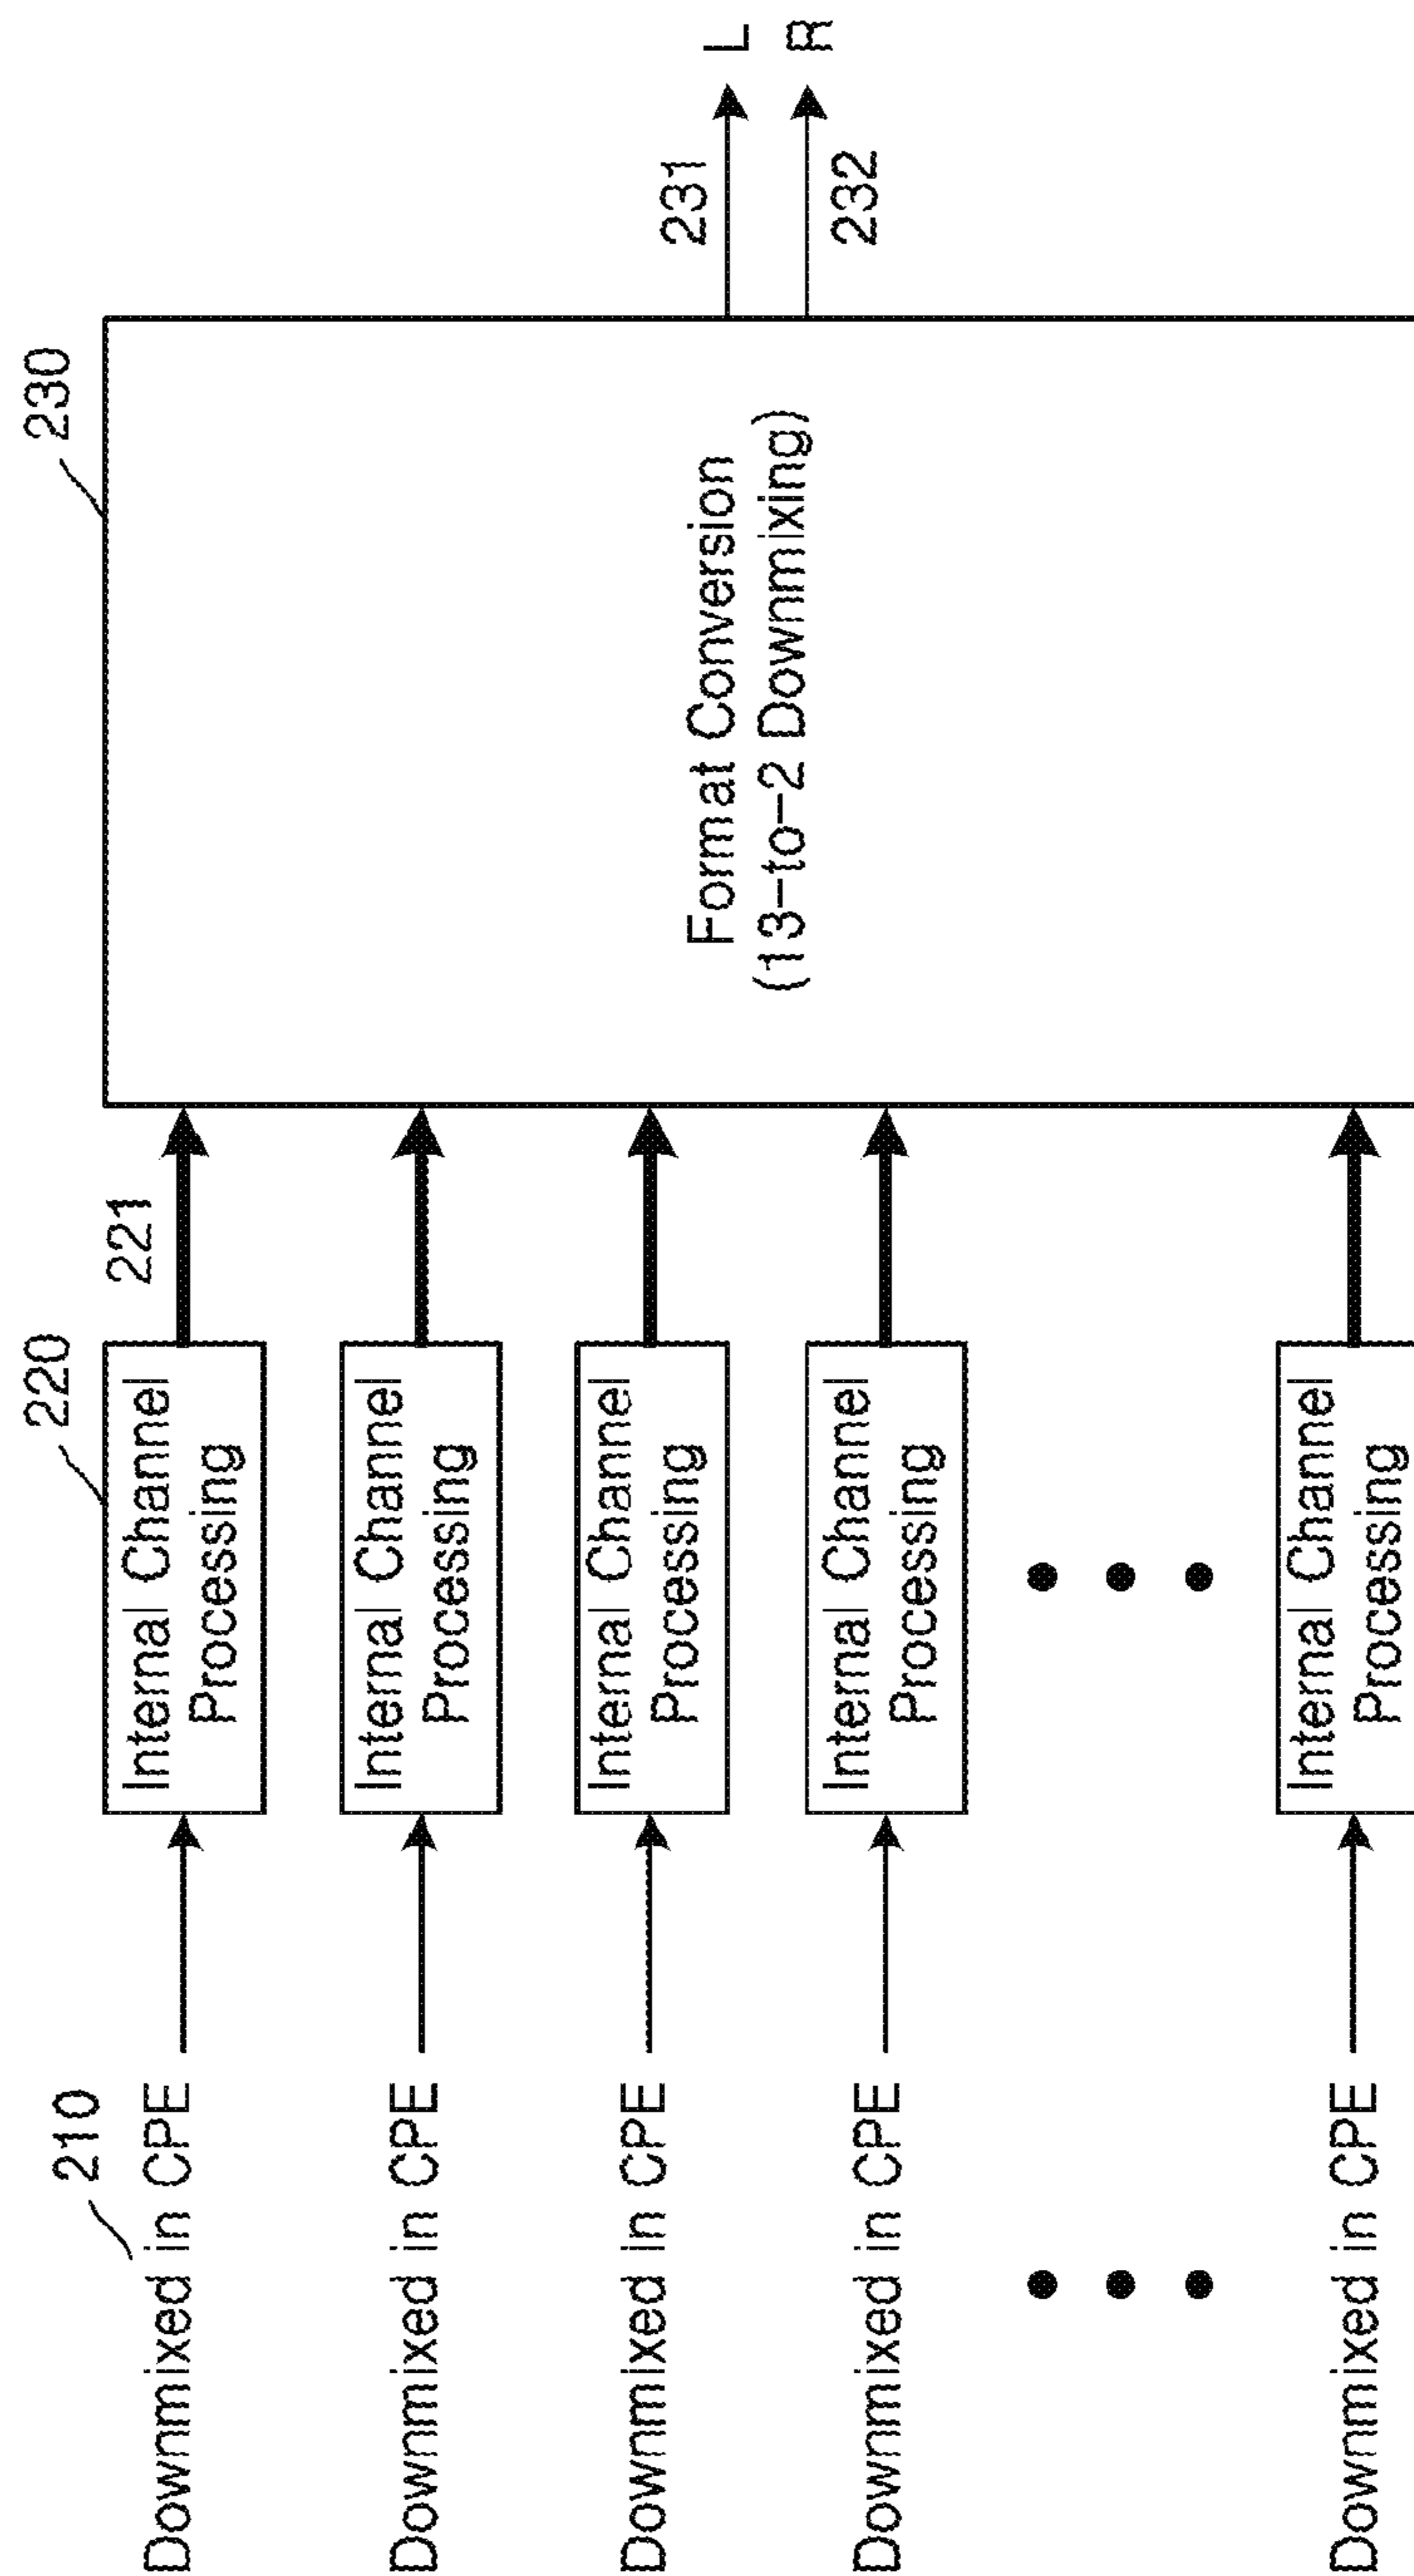 210
Downmixed in CPE
220
Internal Channel
Processing
221
Downmixed in CPE
Internal Channel
Processing
Downmixed in CPE
Internal Channel
Processing
Downmixed in CPE
Internal Channel
Processing
Downmixed in CPE
Internal Channel
Processing
230
Format Conversion
(13-to-2 Downmixing)
231
L
232
R